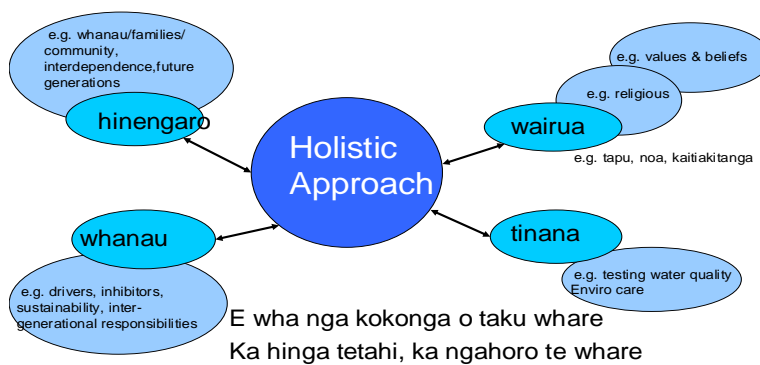 e.g. whanau/families/
community,
interdependence,future
generations
hinengaro
Holistic
Approach
e.g. values & beliefs
e.g. religious
wairua
e.g. tapu, noa, kaitiakitanga
whanau
e.g. drivers, inhibitors,
sustainability, inter-
generational responsibilities
tinana
e.g. testing water quality
Enviro care
E wha nga kokonga o taku whare
Ka hinga tetahi, ka ngahoro te whare